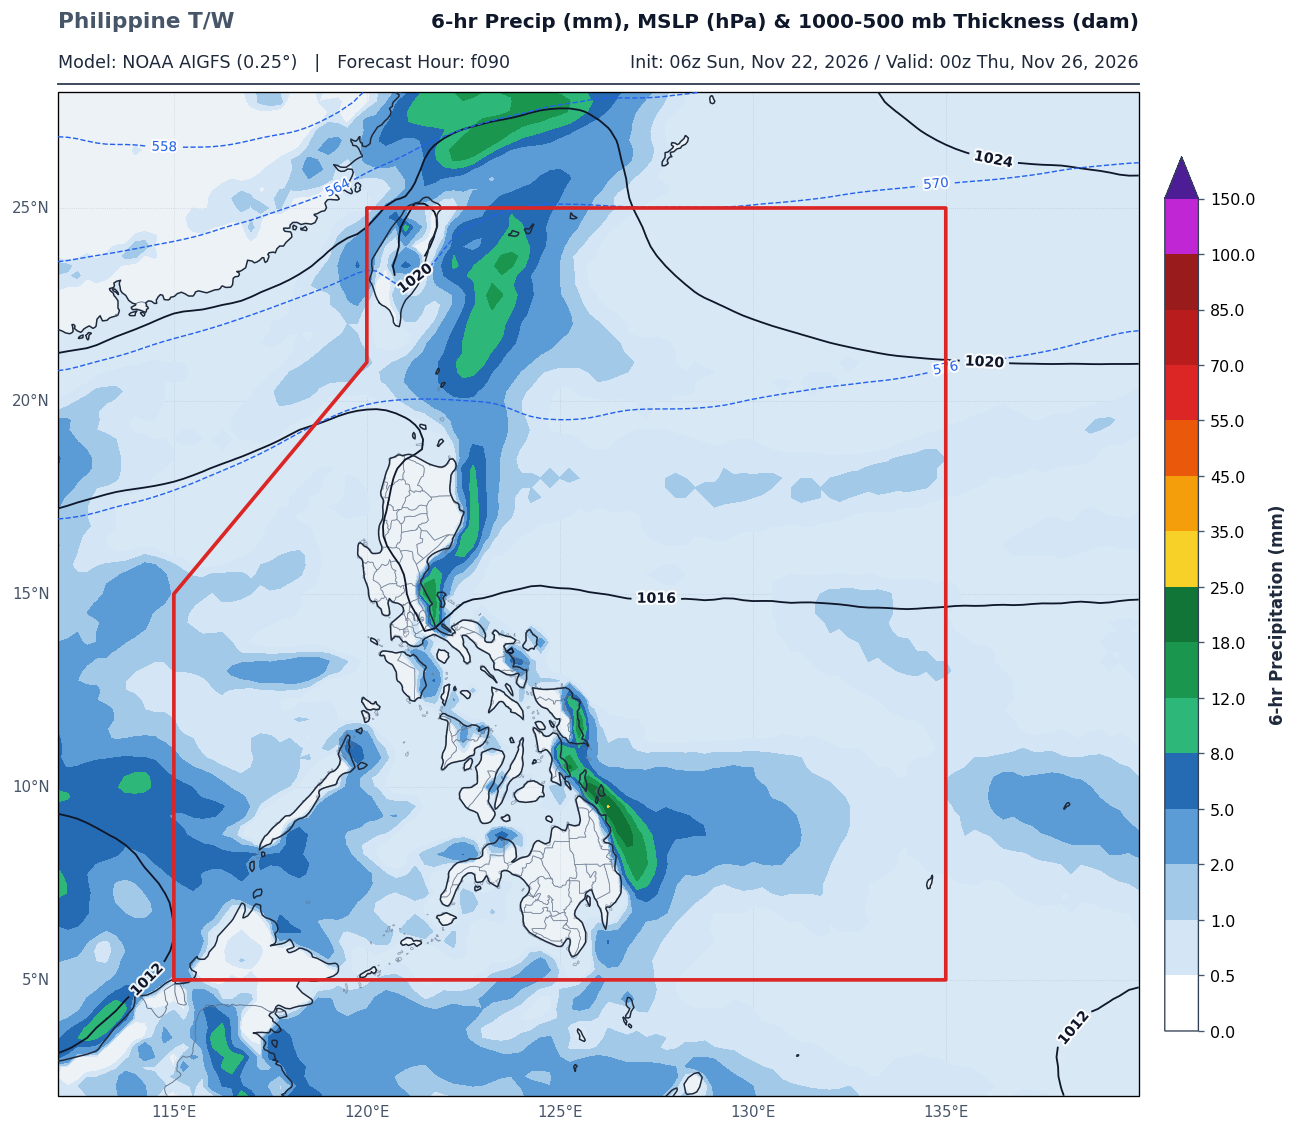 Philippine T/W
6-hr Precip (mm), MSLP (hPa) & 1000-500 mb Thickness (dam)
Model: NOAA AIGFS (0.25°) | Forecast Hour: f090
Init: 06z Sun, Nov 22, 2026 / Valid: 00z Thu, Nov 26, 2026
558
564
570
576
1024
1020
1020
1016
1012
1012
25°N
20°N
15°N
10°N
5°N
115°E
120°E
125°E
130°E
135°E
150.0
100.0
85.0
70.0
55.0
45.0
35.0
25.0
18.0
12.0
8.0
5.0
2.0
1.0
0.5
0.0
6-hr Precipitation (mm)